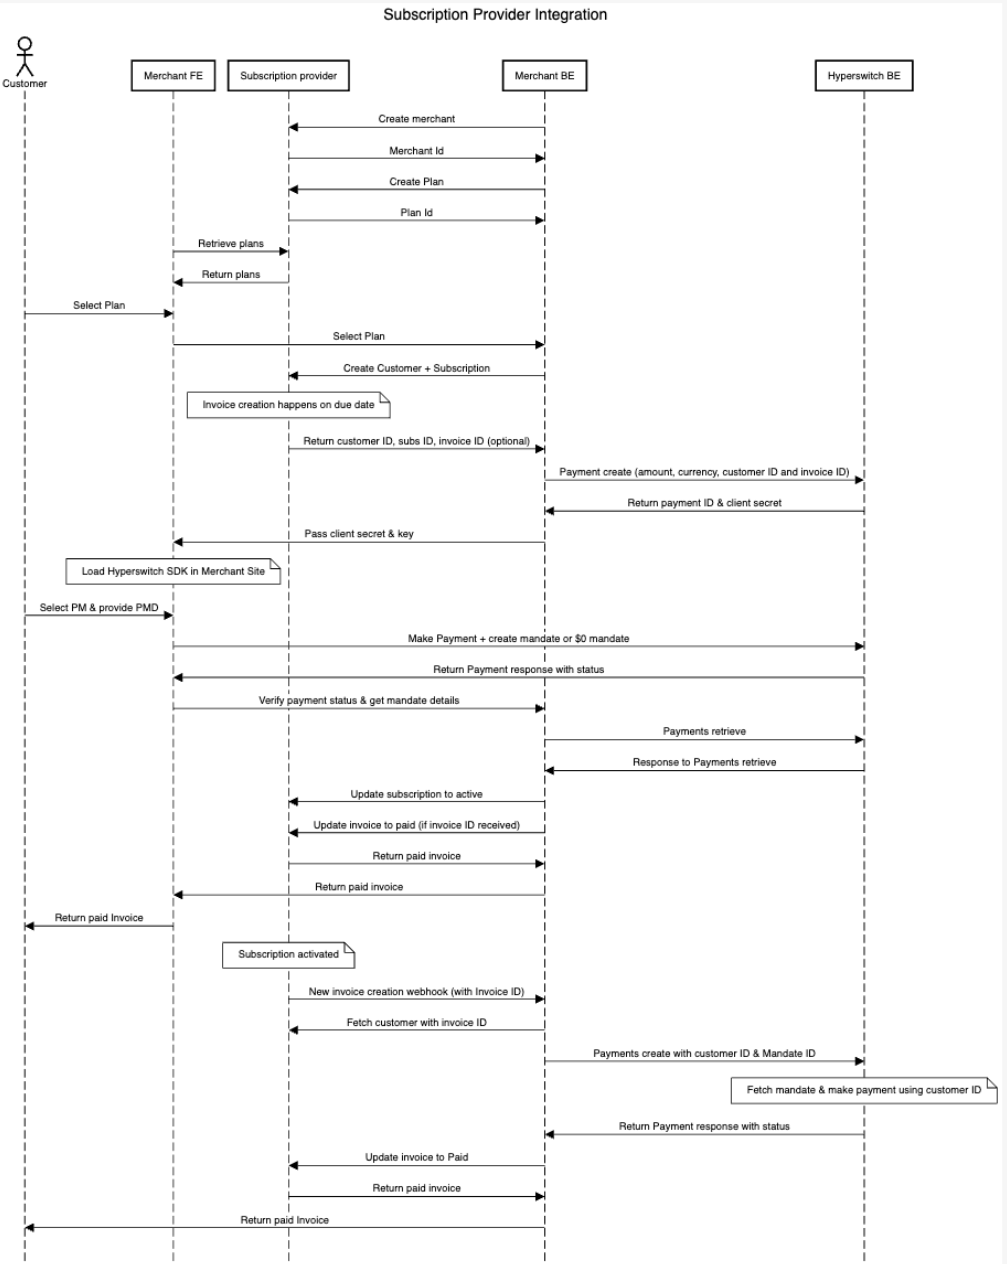 Subscription Provider Integration
Customer
Merchant FE
Subscription provider
Merchant BE
Hyperswitch BE
Create merchant
Merchant Id
Create Plan
Plan Id
Retrieve plans
Return plans
Select Plan
Select Plan
Create Customer + Subscription
Invoice creation happens on due date
Return customer ID, subs ID, invoice ID (optional)
Payment create (amount, currency, customer ID and invoice ID)
Return payment ID & client secret
Pass client secret & key
Load Hyperswitch SDK in Merchant Site
Select PM & provide PMD
Make Payment + create mandate or $0 mandate
Return Payment response with status
Verify payment status & get mandate details
Payments retrieve
Response to Payments retrieve
Update subscription to active
Update invoice to paid (if invoice ID received)
Return paid invoice
Return paid invoice
Return paid Invoice
Subscription activated
New invoice creation webhook (with Invoice ID)
Fetch customer with invoice ID
Payments create with customer ID & Mandate ID
Fetch mandate & make payment using customer ID
Return Payment response with status
Update invoice to Paid
Return paid invoice
Return paid Invoice